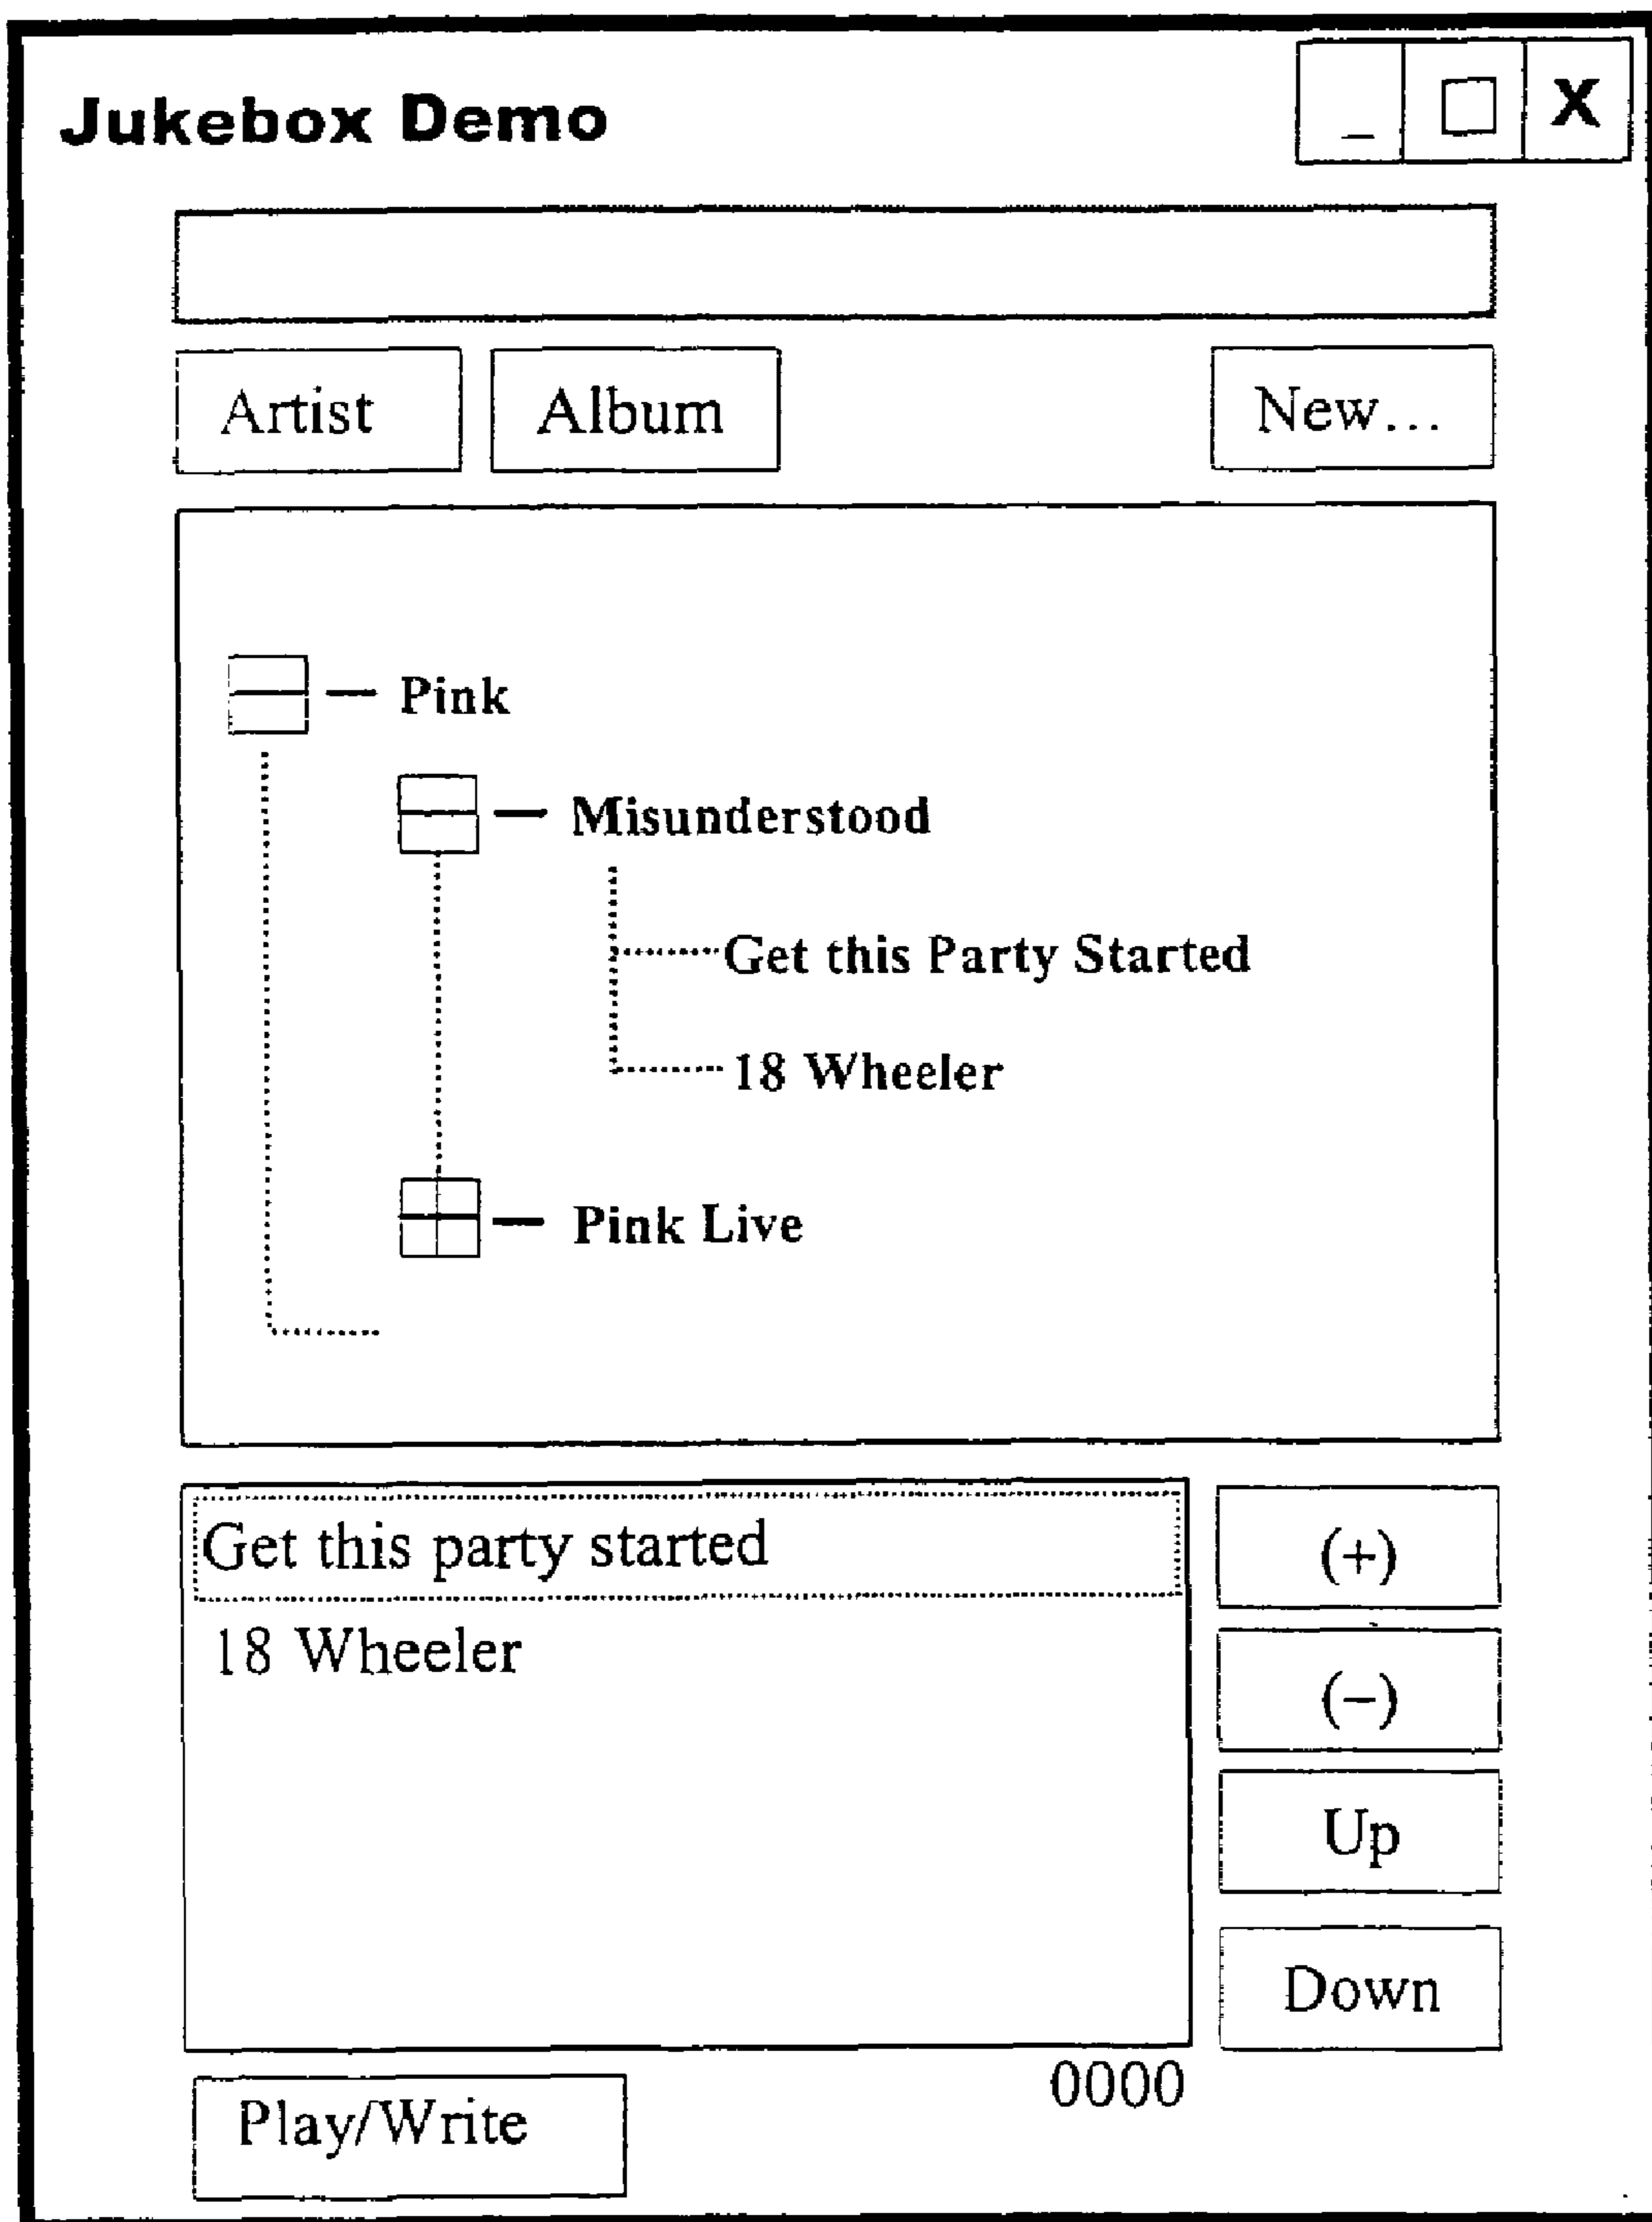 Jukebox Demo _ □ X
Artist Album New...
Pink
Misunderstood
Get this Party Started
18 Wheeler
Pink Live
Get this party started (+)
18 Wheeler (–)
Up
Down
0000
Play/Write